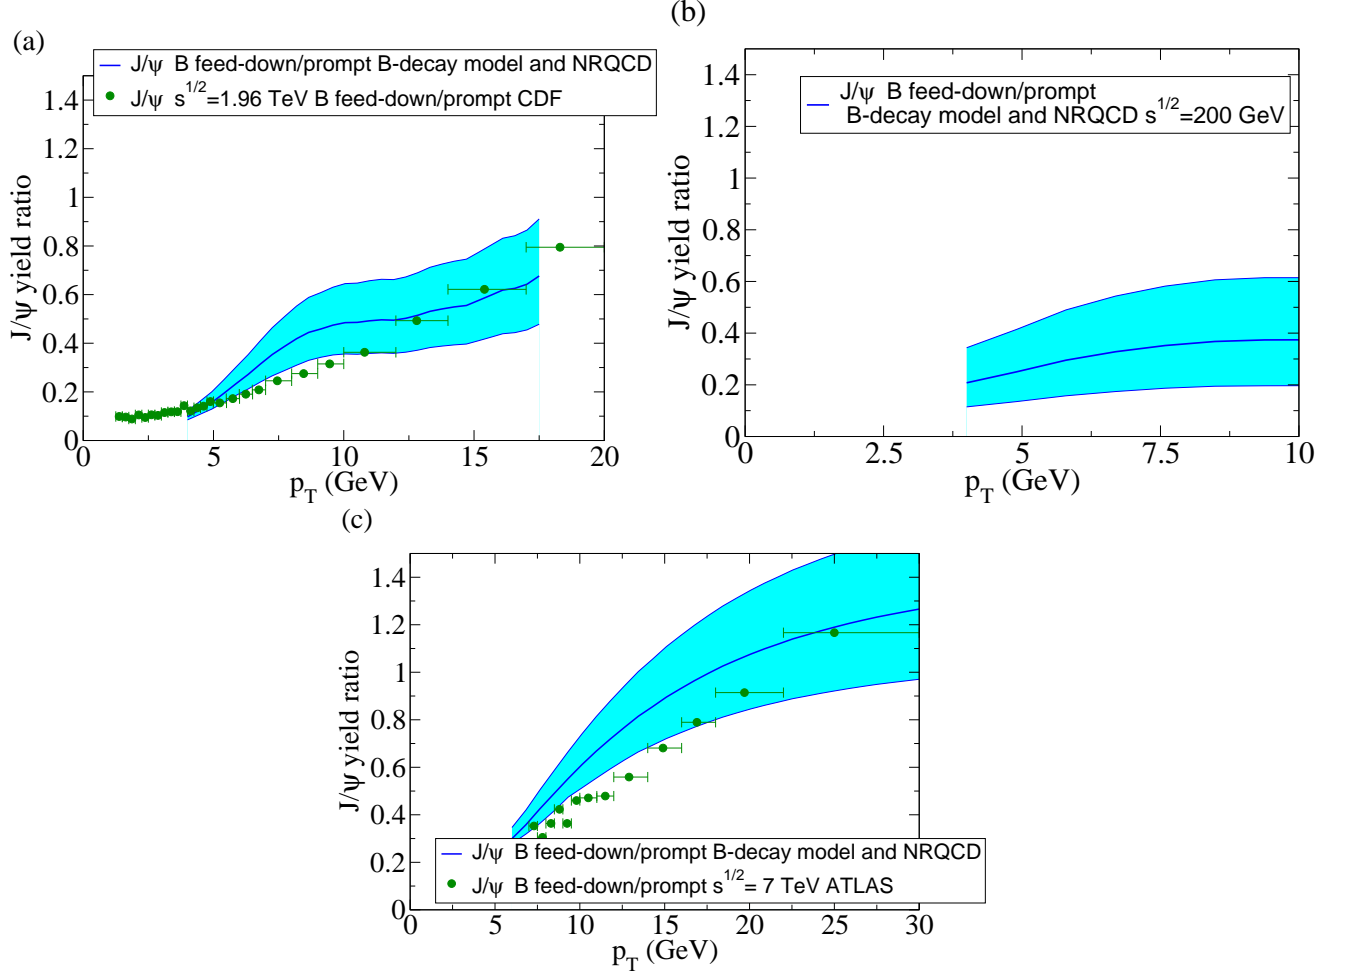 (a)
J/ψ B feed-down/prompt B-decay model and NRQCD
J/ψ s^1/2=1.96 TeV B feed-down/prompt CDF
J/ψ yield ratio
1.4
1.2
1
0.8
0.6
0.4
0.2
0
0 5 10 15 20
p_T (GeV)
(b)
J/ψ B feed-down/prompt
B-decay model and NRQCD s^1/2=200 GeV
J/ψ yield ratio
1.4
1.2
1
0.8
0.6
0.4
0.2
0
0 2.5 5 7.5 10
p_T (GeV)
(c)
J/ψ yield ratio
1.4
1.2
1
0.8
0.6
0.4
0.2
0
J/ψ B feed-down/prompt B-decay model and NRQCD
J/ψ B feed-down/prompt s^1/2= 7 TeV ATLAS
0 5 10 15 20 25 30
p_T (GeV)